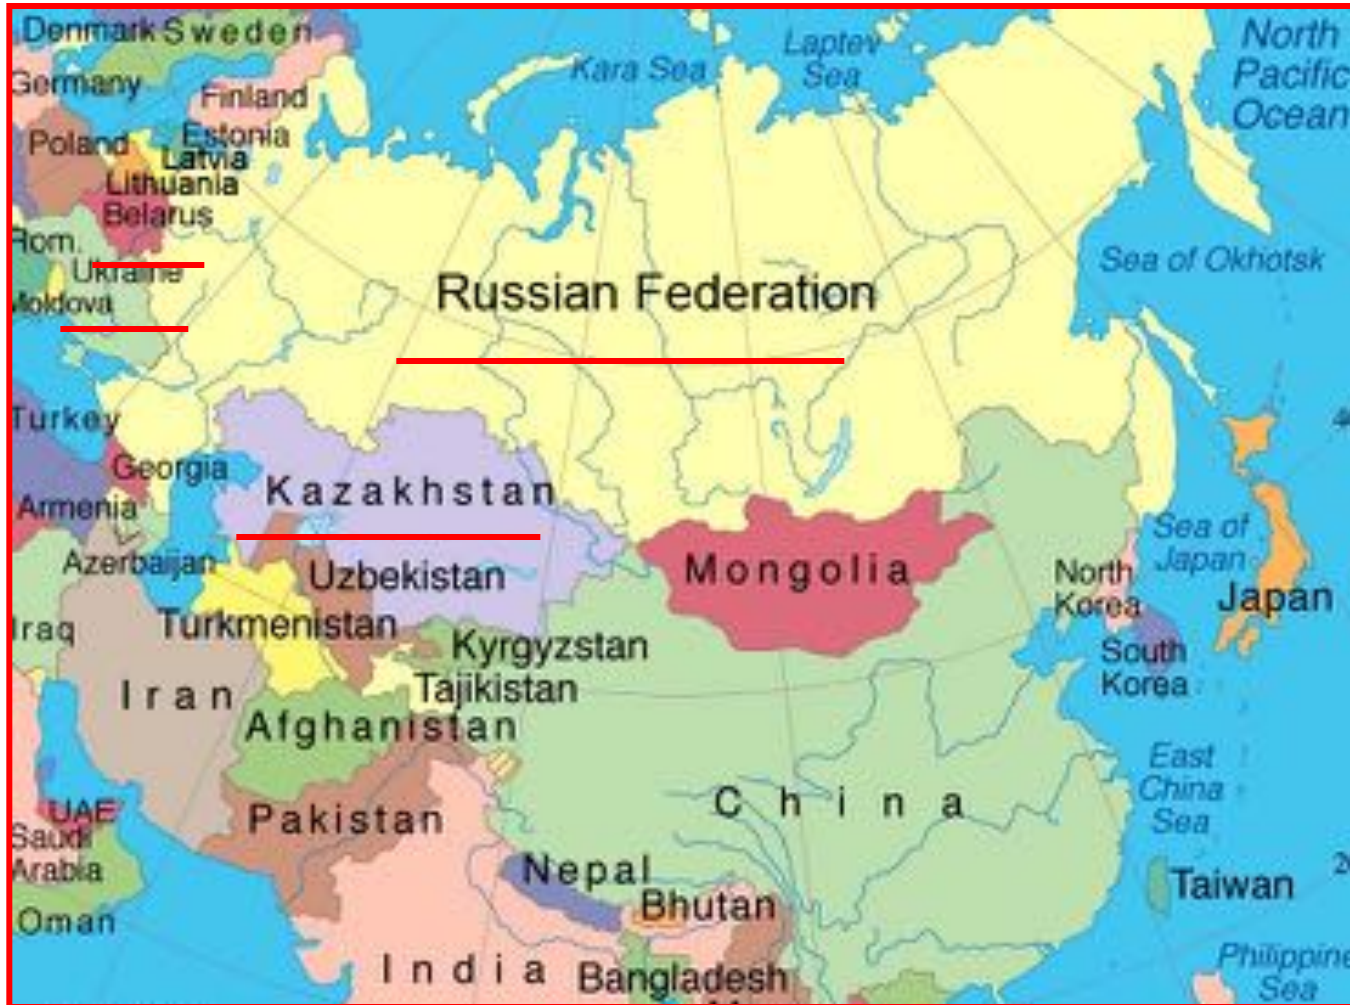 Denmark
Sweden
North
Pacific
Ocean
Laptev
Sea
Kara Sea
Germany
Finland
Poland
Estonia
Latvia
Lithuania
Belarus
Rom.
Ukraine
Moldova
Russian Federation
Sea of Okhotsk
Turkey
Georgia
Kazakhstan
Armenia
Azerbaijan
Sea of
Japan
Japan
Mongolia
Uzbekistan
North
Korea
Turkmenistan
Iraq
Kyrgyzstan
South
Korea
Iran
Tajikistan
Afghanistan
East
China
Sea
China
UAE
Pakistan
Saudi
Arabia
Nepal
Taiwan
Bhutan
Oman
India
Bangladesh
Philippine
Sea